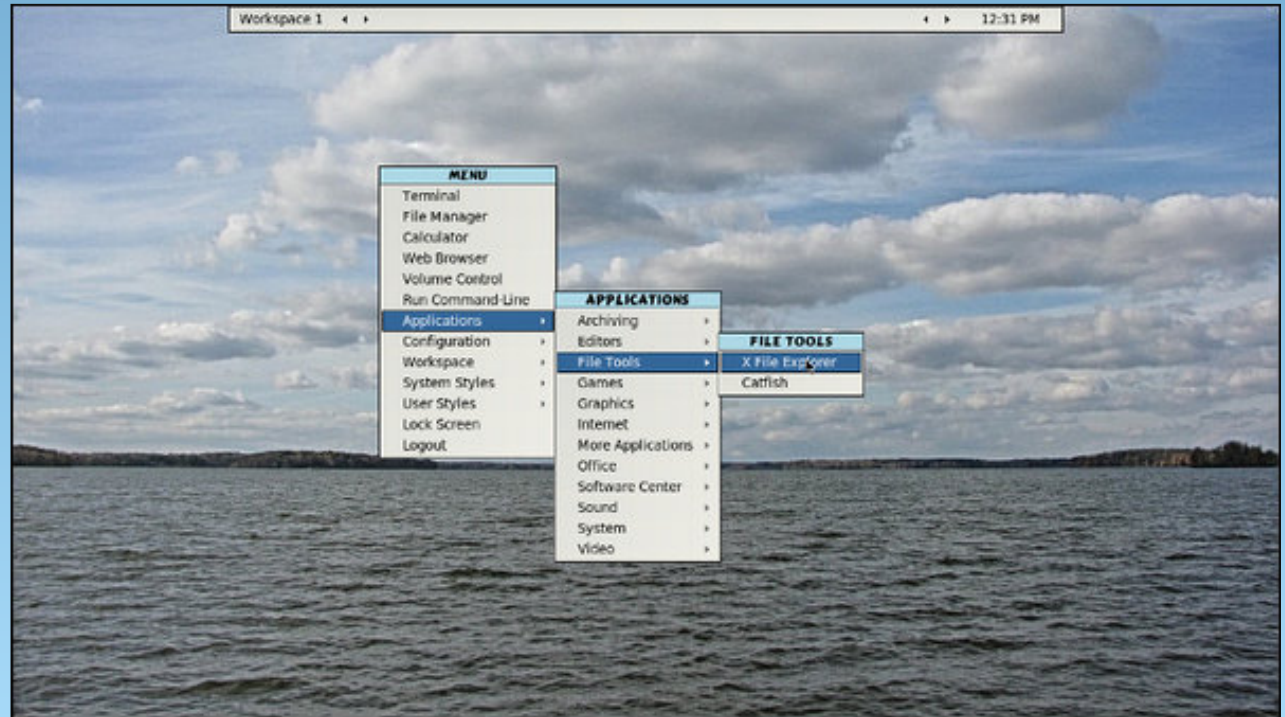 Workspace 1
12:31 PM
MENU
Terminal
File Manager
Calculator
Web Browser
Volume Control
Run Command-Line
Applications
Configuration
Workspace
System Styles
User Styles
Lock Screen
Logout
APPLICATIONS
Archiving
Editors
File Tools
Games
Graphics
Internet
More Applications
Office
Software Center
Sound
System
Video
FILE TOOLS
X File Explorer
Catfish